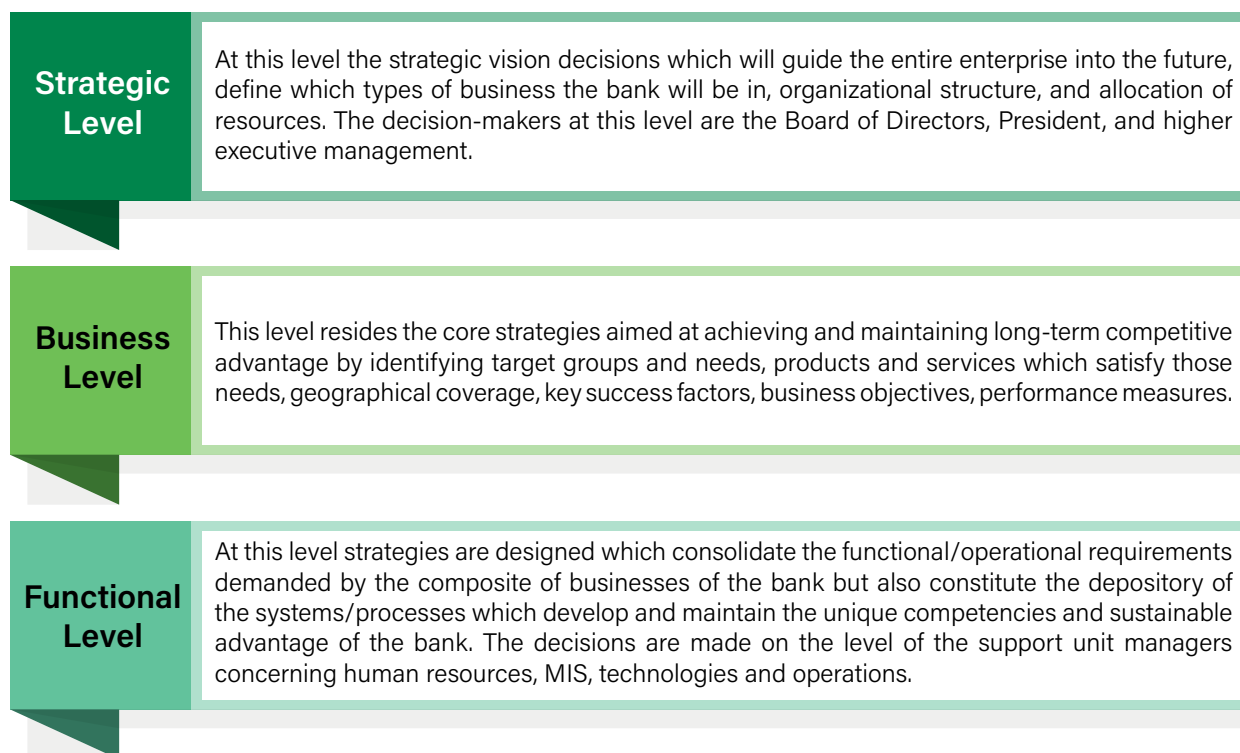 Strategic
Level
At this level the strategic vision decisions which will guide the entire enterprise into the future,
define which types of business the bank will be in, organizational structure, and allocation of
resources. The decision-makers at this level are the Board of Directors, President, and higher
executive management.
Business
Level
This level resides the core strategies aimed at achieving and maintaining long-term competitive
advantage by identifying target groups and needs, products and services which satisfy those
needs, geographical coverage, key success factors, business objectives, performance measures.
Functional
Level
At this level strategies are designed which consolidate the functional/operational requirements
demanded by the composite of businesses of the bank but also constitute the depository of
the systems/processes which develop and maintain the unique competencies and sustainable
advantage of the bank. The decisions are made on the level of the support unit managers
concerning human resources, MIS, technologies and operations.